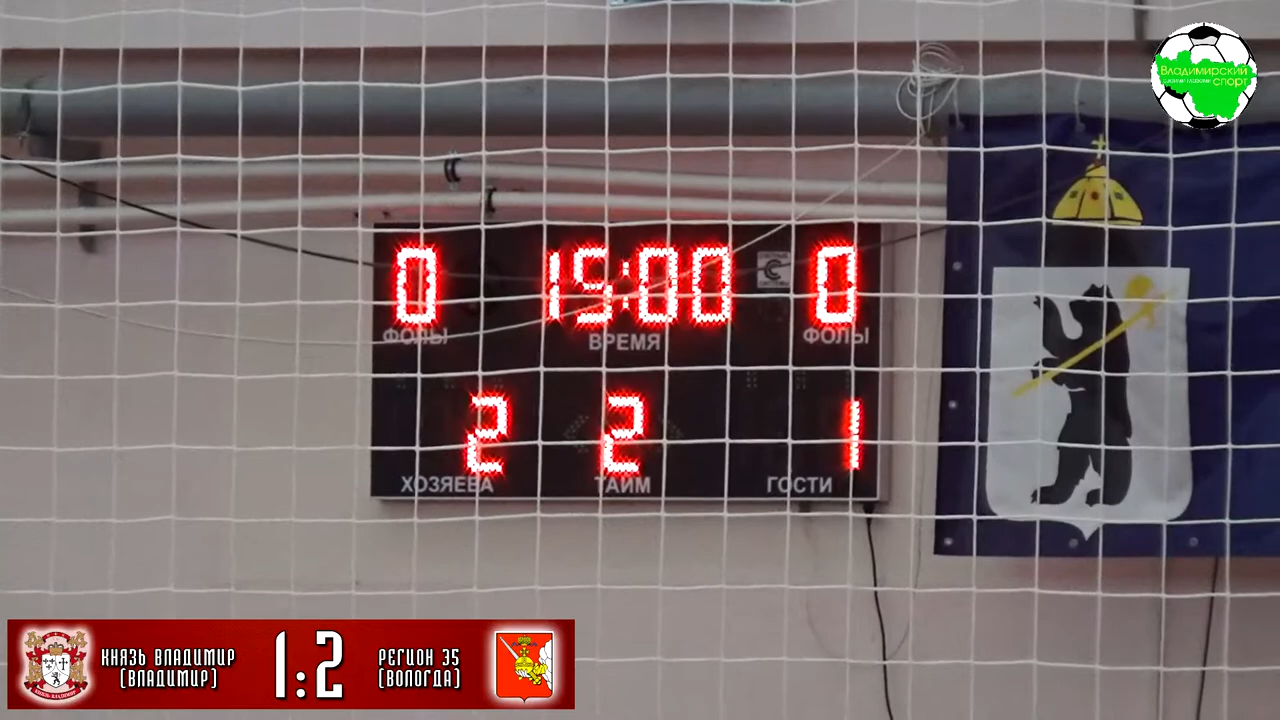 Владимирский
спорт
0 15:00 0
ФОЛЫ ВРЕМЯ ФОЛЫ
2 2 1
ХОЗЯЕВА ТАЙМ ГОСТИ
КНЯЗЬ ВЛАДИМИР
(ВЛАДИМИР)
1:2
РЕГИОН 35
(ВОЛОГДА)